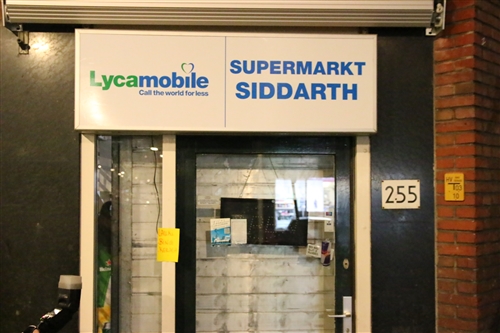 Lycamobile
Call the world for less
SUPERMARKT
SIDDARTH
255